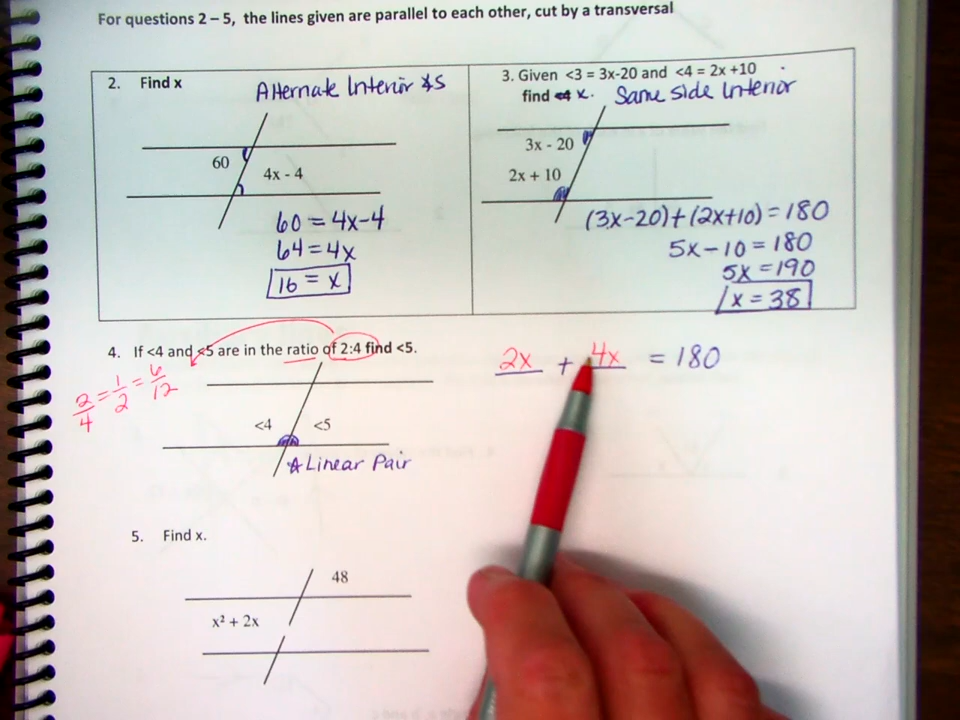 For questions 2 – 5, the lines given are parallel to each other, cut by a transversal
2. Find x
Alternate Interior ∡s
60
4x - 4
60 = 4x-4
64 = 4x
16 = x
3. Given <3 = 3x-20 and <4 = 2x +10
find <4 x. Same side interior
3x - 20
2x + 10
(3x-20)+(2x+10) = 180
5x-10 = 180
5x = 190
x = 38
4. If <4 and <5 are in the ratio of 2:4 find <5.
2/4 = 1/2 = 6/12
<4
<5
A Linear Pair
2x + 4x = 180
5. Find x.
48
x² + 2x